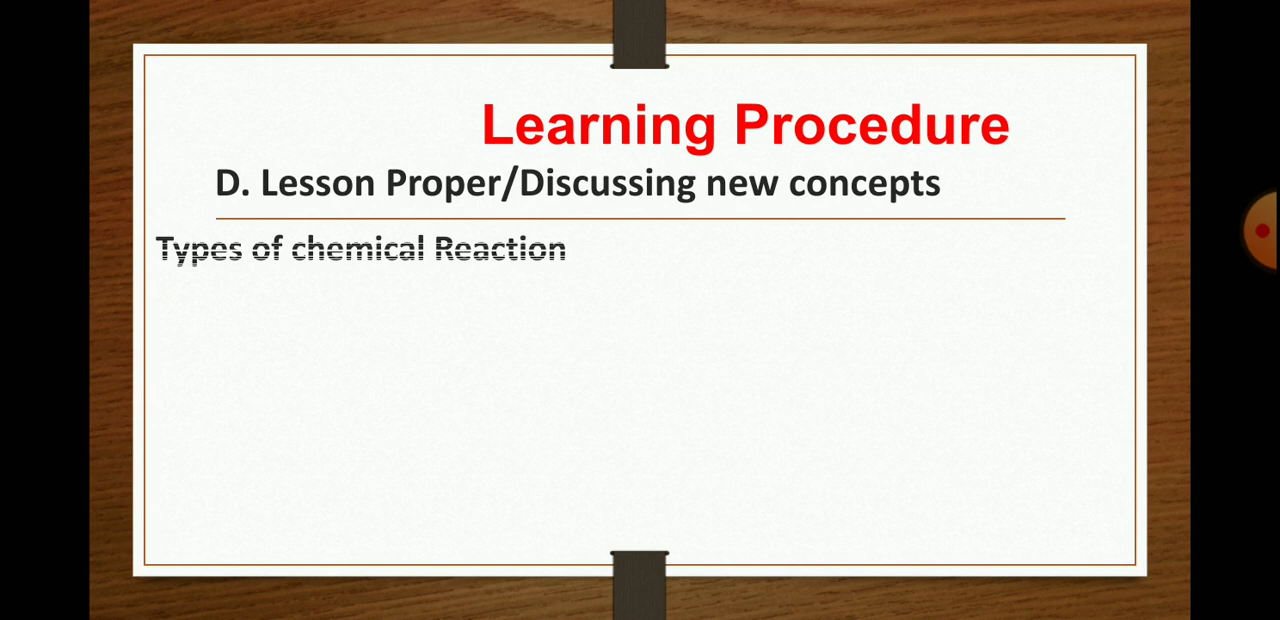 Learning Procedure
D. Lesson Proper/Discussing new concepts
Types of chemical Reaction